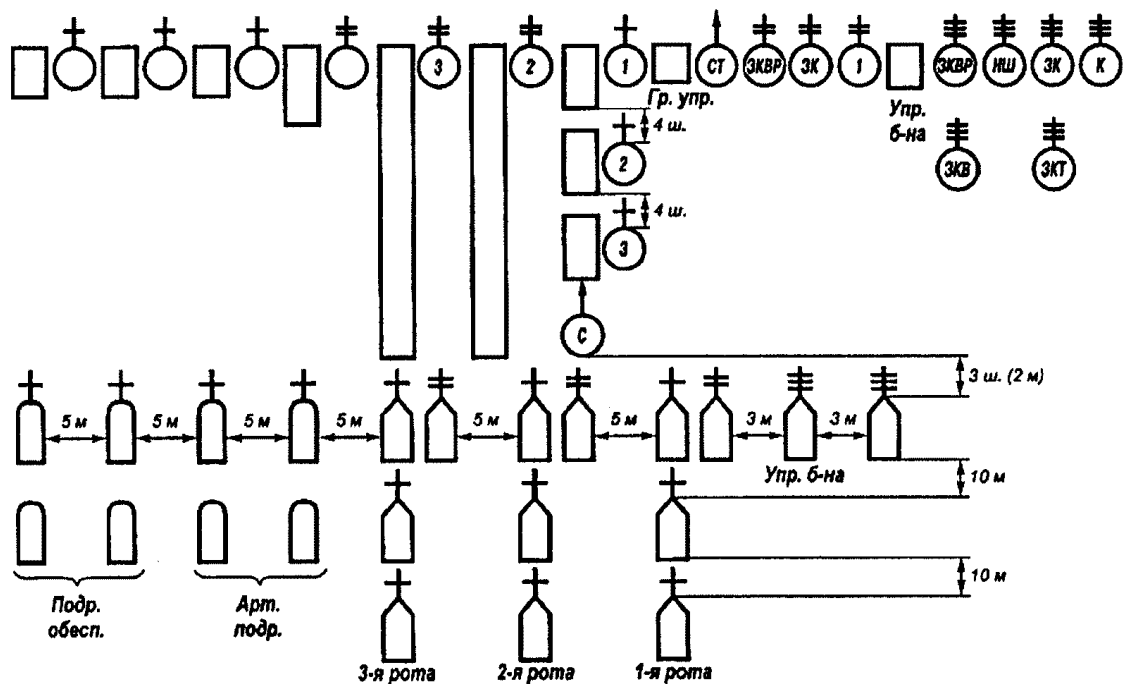 3 2 1 СТ ЗКВР ЗК 1 ЗКВР НШ ЗК К
Гр. упр.
Упр.
б-на
4 ш.
2
ЗКВ ЗКТ
4 ш.
3
С
3 ш. (2 м)
5 м 5 м 5 м 5 м 5 м 5 м 3 м 3 м
Упр. б-на
10 м
10 м
Подр.
обесп.
Арт.
подр.
3-я рота 2-я рота 1-я рота